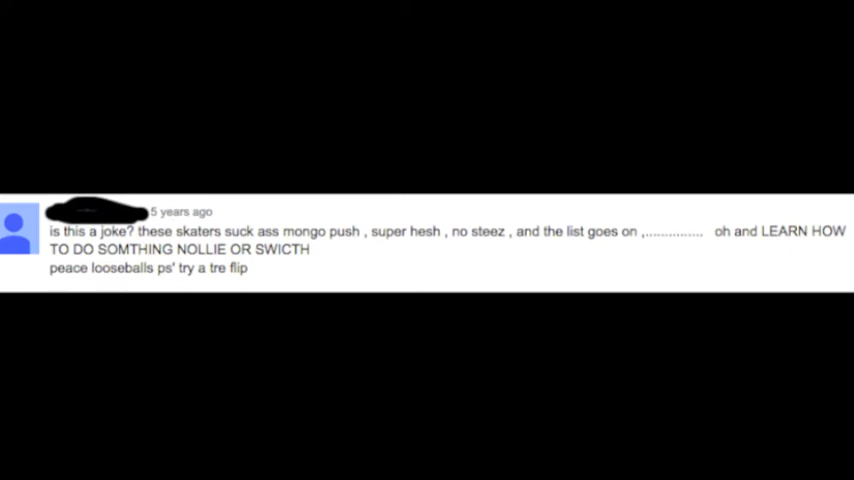 5 years ago
is this a joke? these skaters suck ass mongo push , super hesh , no steez , and the list goes on ,............... oh and LEARN HOW
TO DO SOMTHING NOLLIE OR SWICTH
peace looseballs ps' try a tre flip